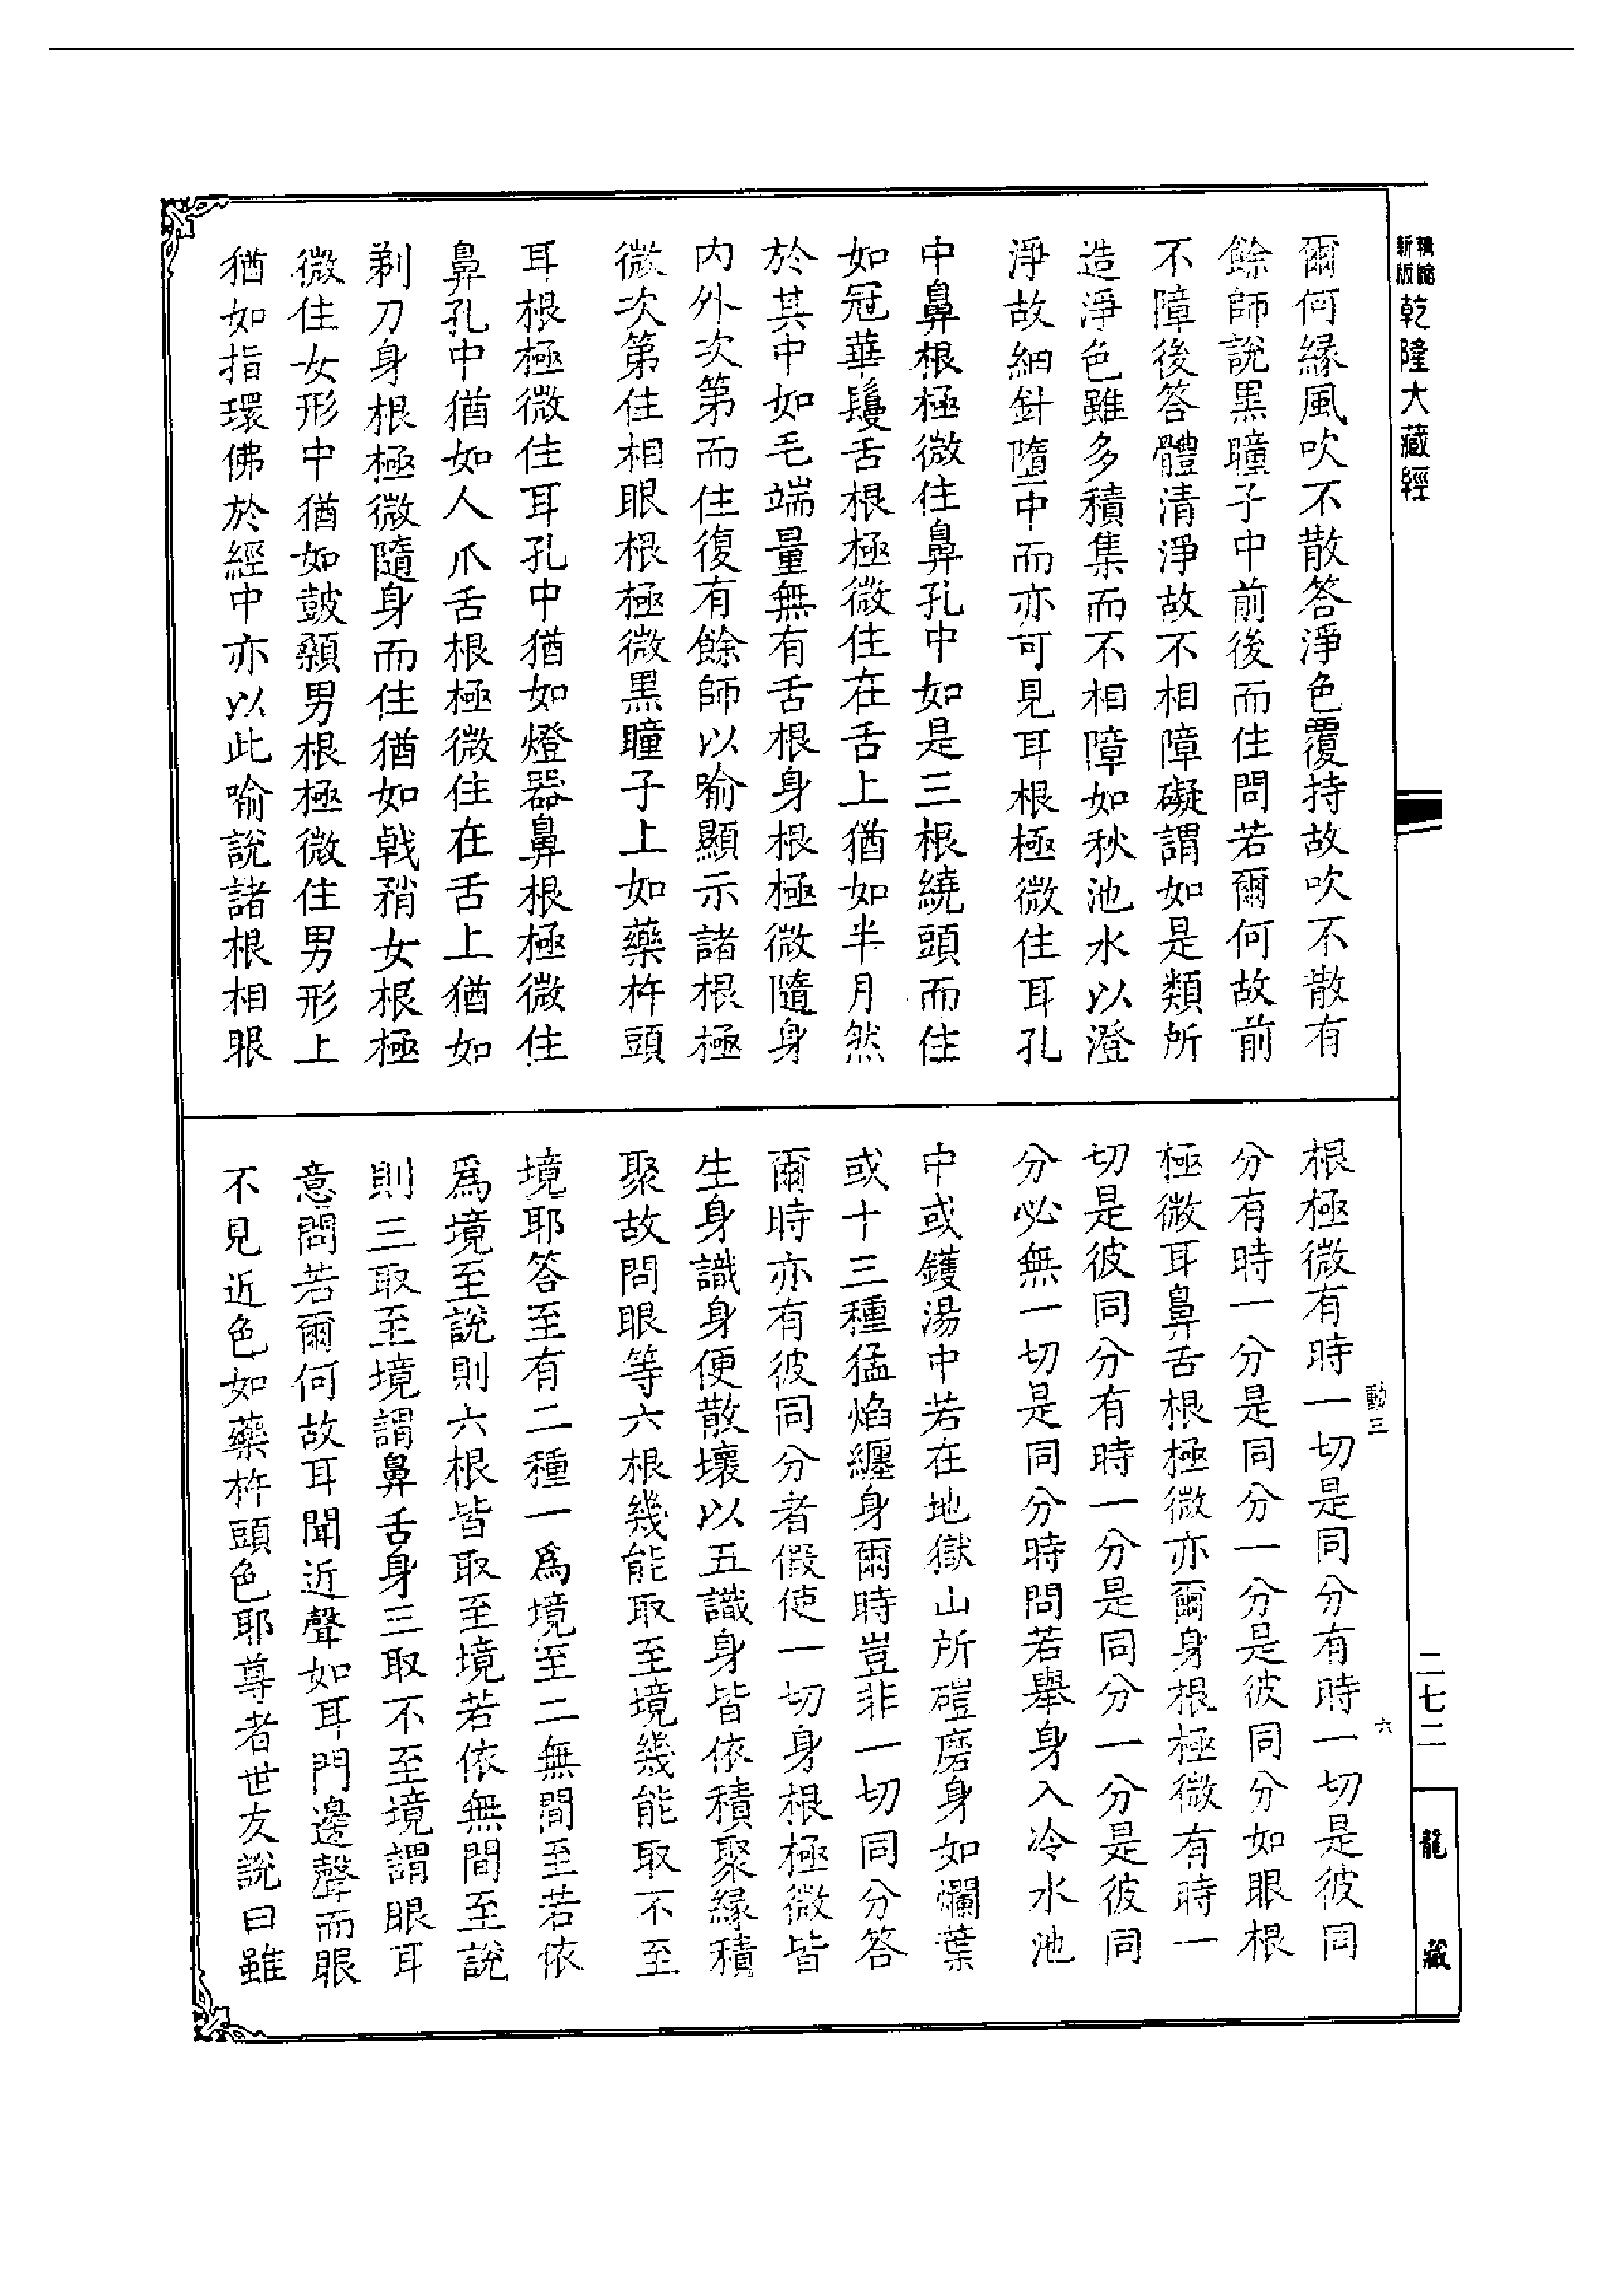 乾隆大藏經
爾何緣風吹不散答淨色覆持故吹不散有
餘師說黑瞳子中前後而住問若爾何故前
不障後答體清淨故不相障礙謂如是類所
造淨色雖多積集而不相障如秋池水以澄
淨故細針墮中而亦可見耳根極微住耳孔
中鼻根極微住鼻孔中如是三根繞頭而住
如冠華鬘舌根極微住在舌上猶如半月然
於其中如毛端量無有舌根身根極微隨身
內外次第而住復有餘師以喻顯示諸根極
微次第住相眼根極微黑瞳子上如藥杵頭
耳根極微住耳孔中猶如燈器鼻根極微住
鼻孔中猶如人爪舌根極微住在舌上猶如
剃刀身根極微隨身而住猶如戟矟女根極
微住女形中猶如鼓顙男根極微住男形上
猶如指環佛於經中亦以此喻說諸根相眼
根極微有時一切是同分有時一切是彼同
分有時一分是同分一分是彼同分如眼根
極微耳鼻舌根極微亦爾身根極微有時一
切是彼同分有時一分是同分一分是彼同
分必無一切是同分時問若舉身入冷水池
中或鑊湯中若在地獄山所磑磨身如爛葉
或十三種猛焰纏身爾時豈非一切同分答
爾時亦有彼同分者假使一切身根極微皆
生身識身便散壞以五識身皆依積聚緣積
聚故問眼等六根幾能取至境幾能取不至
境耶答至有二種一爲境至二無間至若依
爲境至說則六根皆取至境若依無間至說
則三取至境謂鼻舌身三取不至境謂眼耳
意問若爾何故耳聞近聲如耳門邊聲而眼
不見近色如藥杵頭色耶尊者世友說曰雖
動三
六
二七二
龍藏